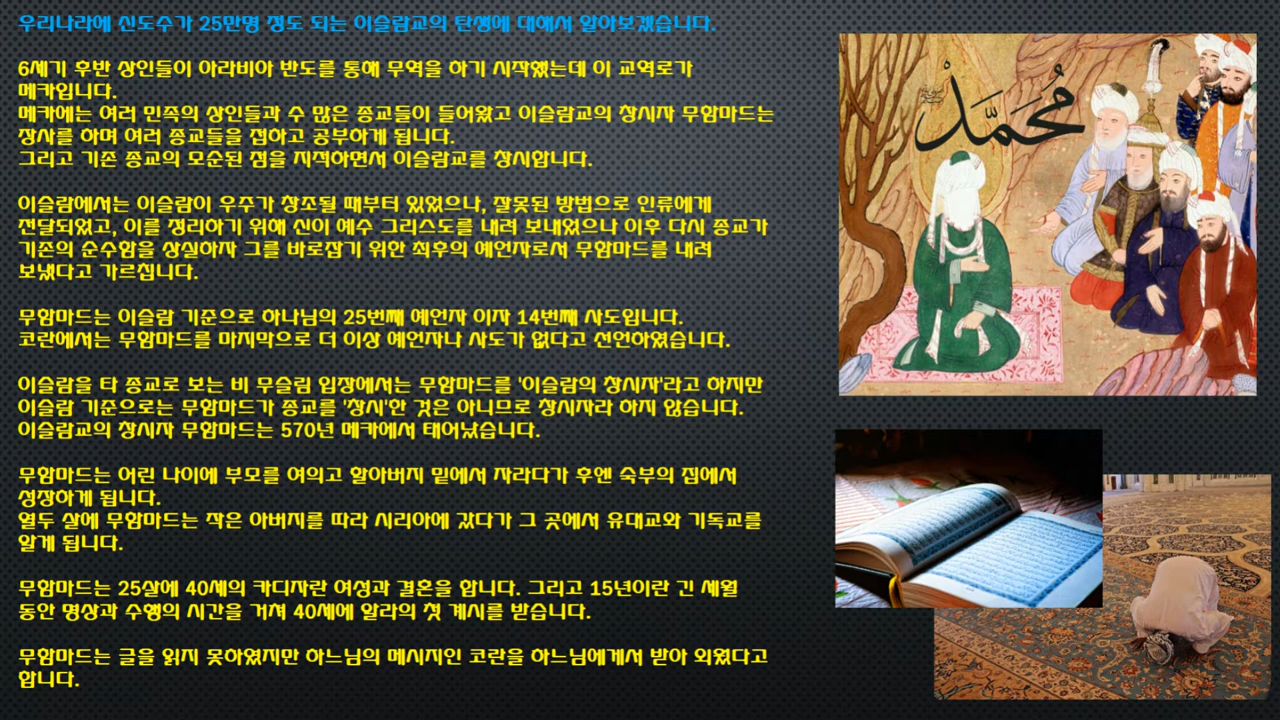 우리나라에 신도수가 25만명 정도 되는 이슬람교의 탄생에 대해서 알아보겠습니다.
6세기 후반 상인들이 아라비아 반도를 통해 무역을 하기 시작했는데 이 교역로가
메카입니다.
메카에는 여러 민족의 상인들과 수 많은 종교들이 들어왔고 이슬람교의 창시자 무함마드는
장사를 하며 여러 종교들을 접하고 공부하게 됩니다.
그리고 기존 종교의 모순된 점을 지적하면서 이슬람교를 창시합니다.
이슬람에서는 이슬람이 우주가 창조될 때부터 있었으나, 잘못된 방법으로 인류에게
전달되었고, 이를 정리하기 위해 신이 예수 그리스도를 내려 보내었으나 이후 다시 종교가
기존의 순수함을 상실하자 그를 바로잡기 위한 최후의 예언자로서 무함마드를 내려
보냈다고 가르칩니다.
무함마드는 이슬람 기준으로 하나님의 25번째 예언자 이자 14번째 사도입니다.
코란에서는 무함마드를 마지막으로 더 이상 예언자나 사도가 없다고 선언하였습니다.
이슬람을 타 종교로 보는 비 무슬림 입장에서는 무함마드를 '이슬람의 창시자'라고 하지만
이슬람 기준으로는 무함마드가 종교를 '창시'한 것은 아니므로 창시자라 하지 않습니다.
이슬람교의 창시자 무함마드는 570년 메카에서 태어났습니다.
무함마드는 어린 나이에 부모를 여의고 할아버지 밑에서 자라다가 후엔 숙부의 집에서
성장하게 됩니다.
열두 살에 무함마드는 작은 아버지를 따라 시리아에 갔다가 그 곳에서 유대교와 기독교를
알게 됩니다.
무함마드는 25살에 40세의 카디자란 여성과 결혼을 합니다. 그리고 15년이란 긴 세월
동안 명상과 수행의 시간을 거쳐 40세에 알라의 첫 계시를 받습니다.
무함마드는 글을 읽지 못하였지만 하느님의 메시지인 코란을 하느님에게서 받아 외웠다고
합니다.
مُحَمَّد